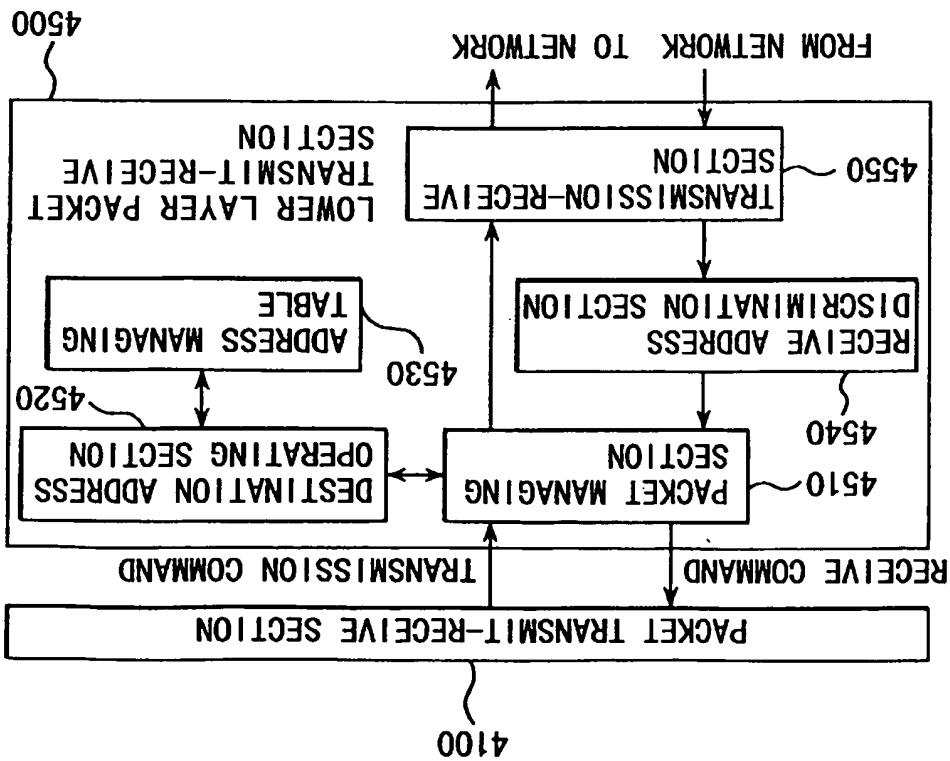 4100
PACKET TRANSMIT-RECEIVE SECTION
RECEIVE COMMAND
TRANSMISSION COMMAND
4510
PACKET MANAGING
SECTION
DESTINATION ADDRESS
OPERATING SECTION
4520
4540
RECEIVE ADDRESS
DISCRIMINATION SECTION
4530
ADDRESS MANAGING
TABLE
4550
TRANSMISSION-RECEIVE
SECTION
LOWER LAYER PACKET
TRANSMIT-RECEIVE
SECTION
FROM NETWORK
TO NETWORK
4500